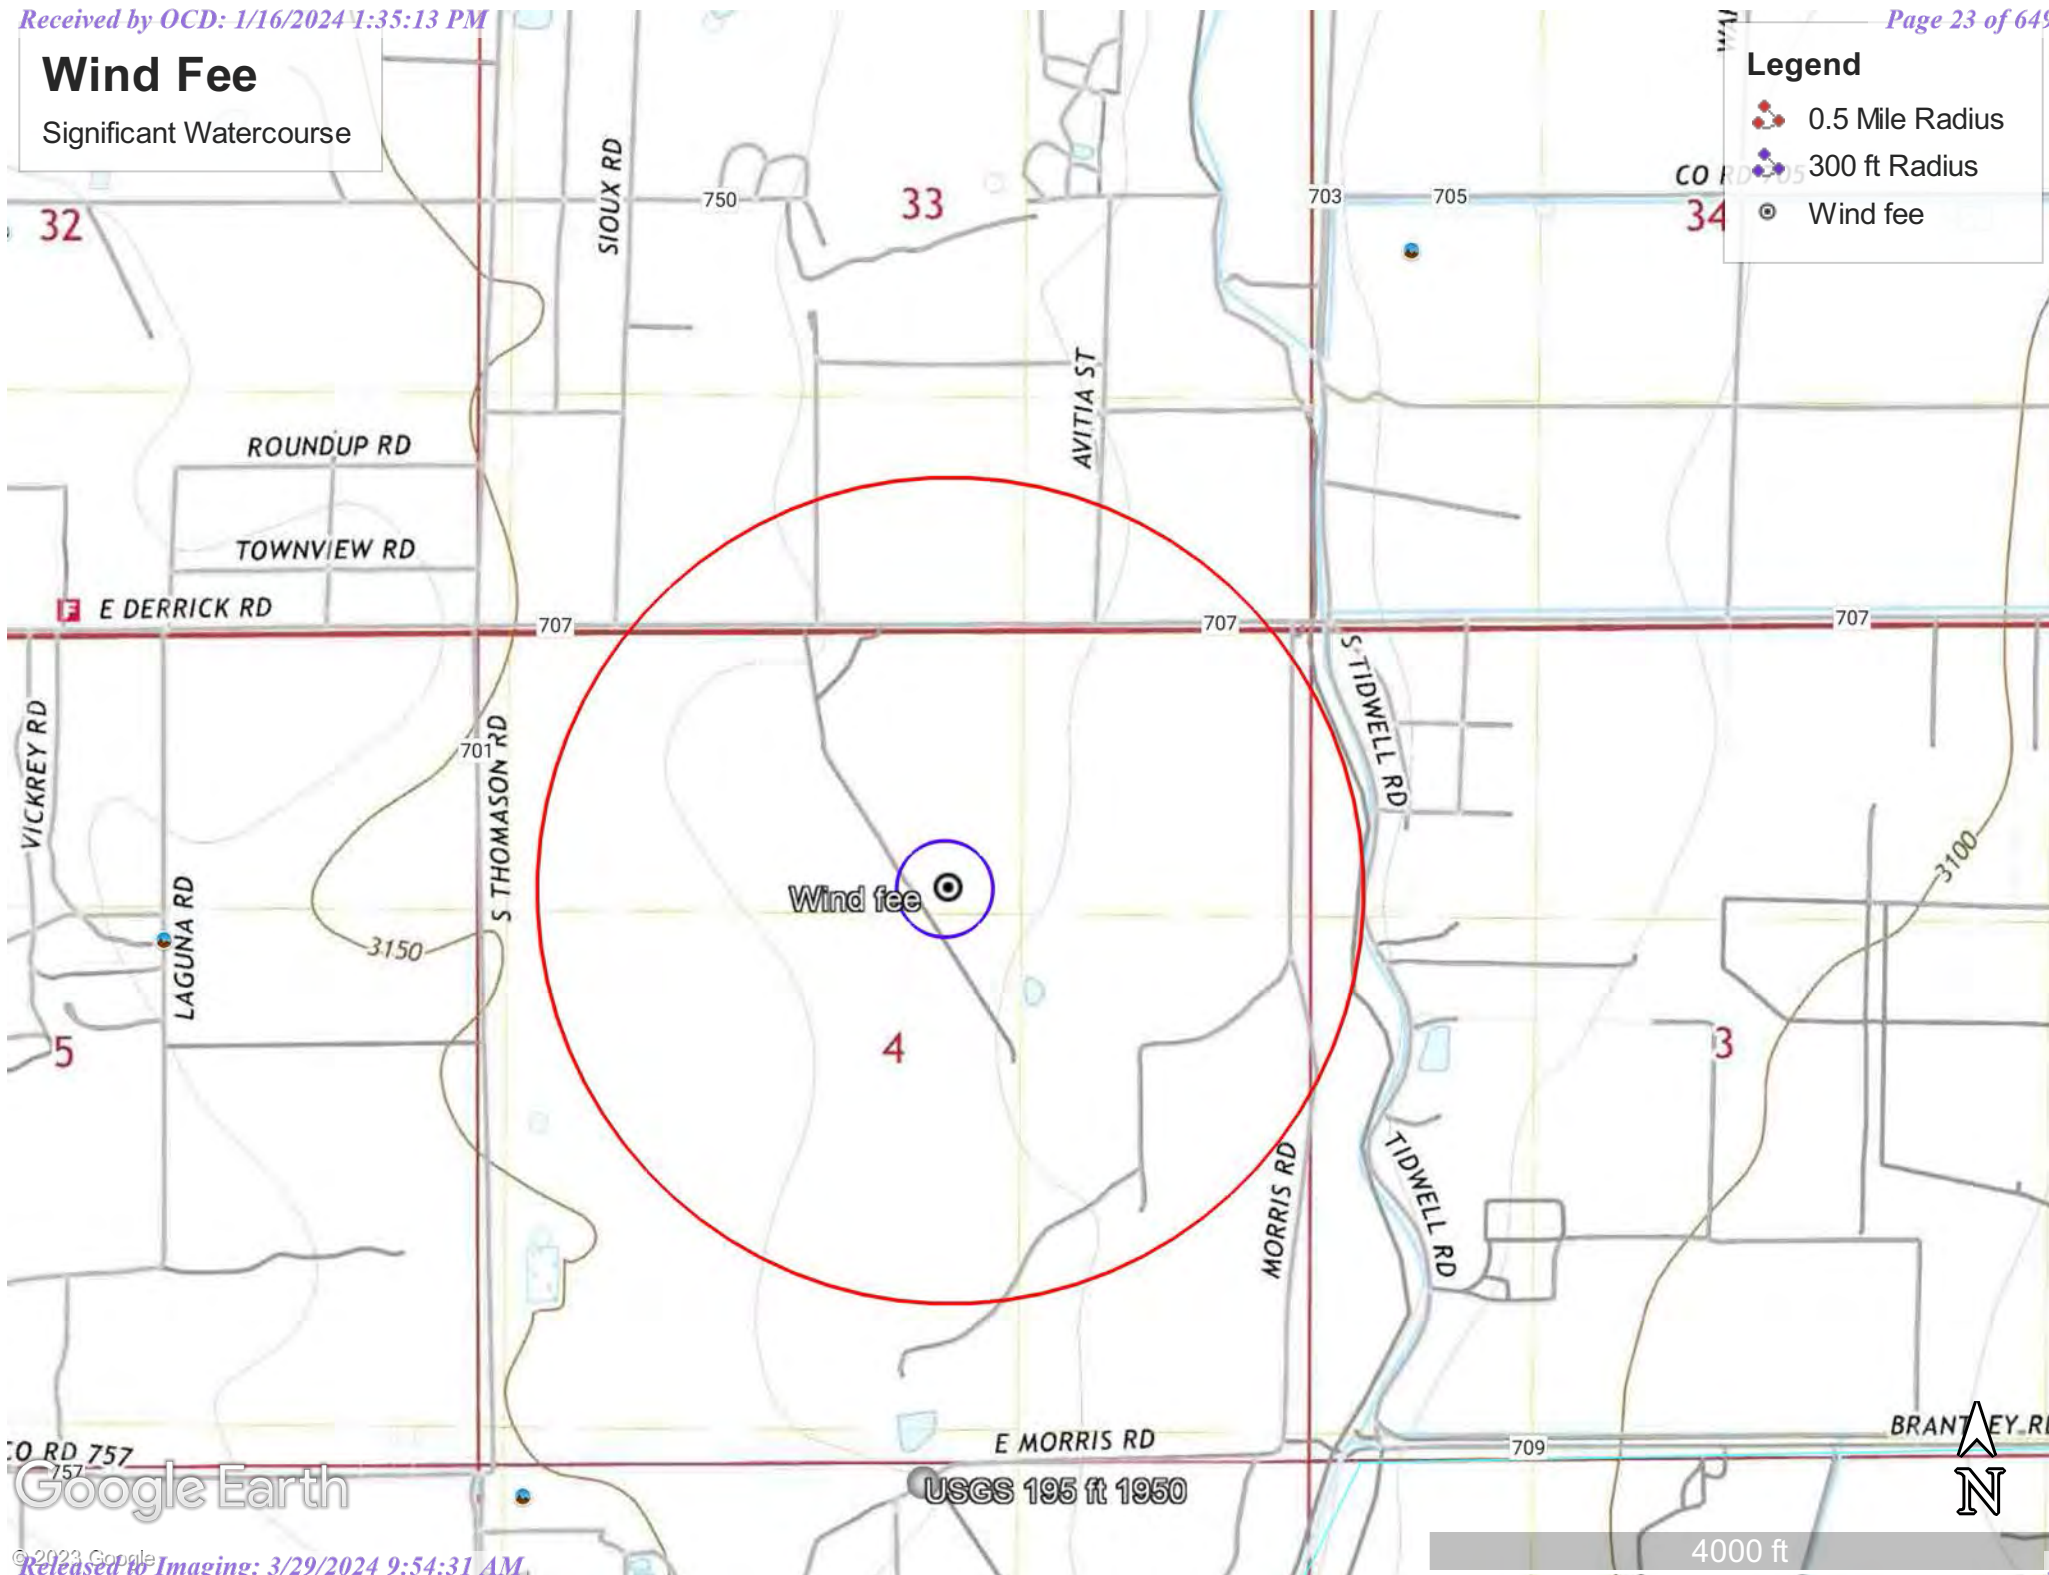 Received by OCD: 1/16/2024 1:35:13 PM
Page 23 of 649
Wind Fee
Significant Watercourse
Legend
0.5 Mile Radius
300 ft Radius
Wind fee
CO RD 705
SIOUX RD
750
33
703
705
32
34
AVITIA ST
ROUNDUP RD
TOWNVIEW RD
F
E DERRICK RD
707
707
707
S TIDWELL RD
VICKREY RD
701
S THOMASON RD
3100
Wind fee
LAGUNA RD
3150
5
4
3
MORRIS RD
TIDWELL RD
BRANTLEY RD
E MORRIS RD
709
CO RD 757
757
Google Earth
USGS 195 ft 1950
N
4000 ft
© 2023 Google
Released to Imaging: 3/29/2024 9:54:31 AM